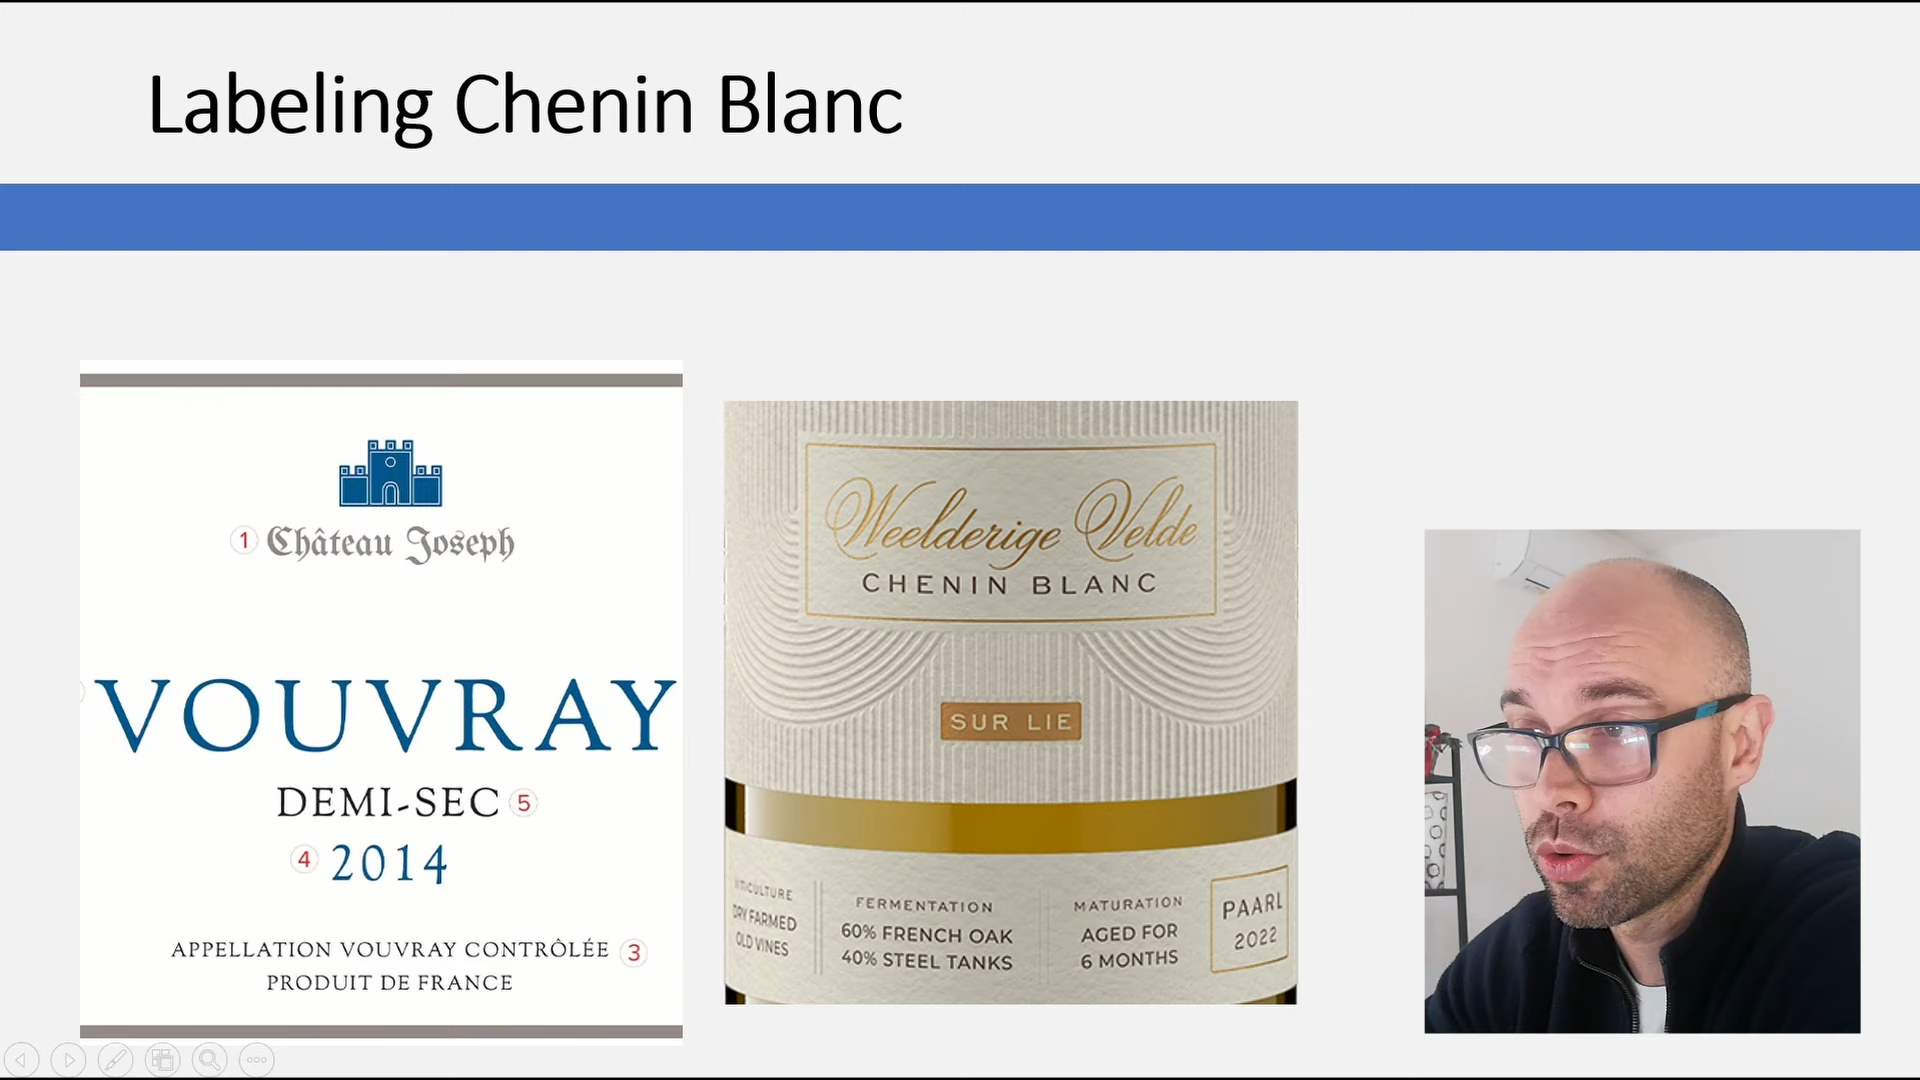 Labeling Chenin Blanc
1 Château Joseph
VOUVRAY
DEMI-SEC 5
4 2014
APPELLATION VOUVRAY CONTRÔLÉE 3
PRODUIT DE FRANCE
Weelderige Velde
CHENIN BLANC
SUR LIE
VITICULTURE
DRY FARMED
OLD VINES
FERMENTATION
60% FRENCH OAK
40% STEEL TANKS
MATURATION
AGED FOR
6 MONTHS
PAARL
2022